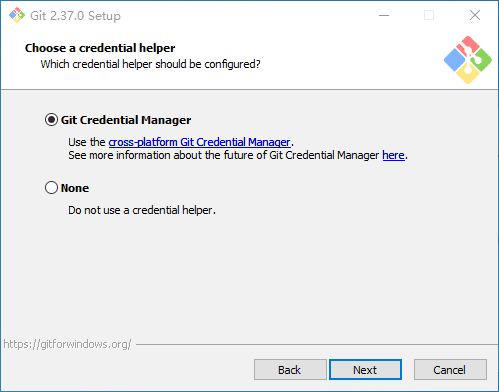 Git 2.37.0 Setup
Choose a credential helper
Which credential helper should be configured?
Git Credential Manager
Use the cross-platform Git Credential Manager.
See more information about the future of Git Credential Manager here.
None
Do not use a credential helper.
https://gitforwindows.org/
Back Next Cancel